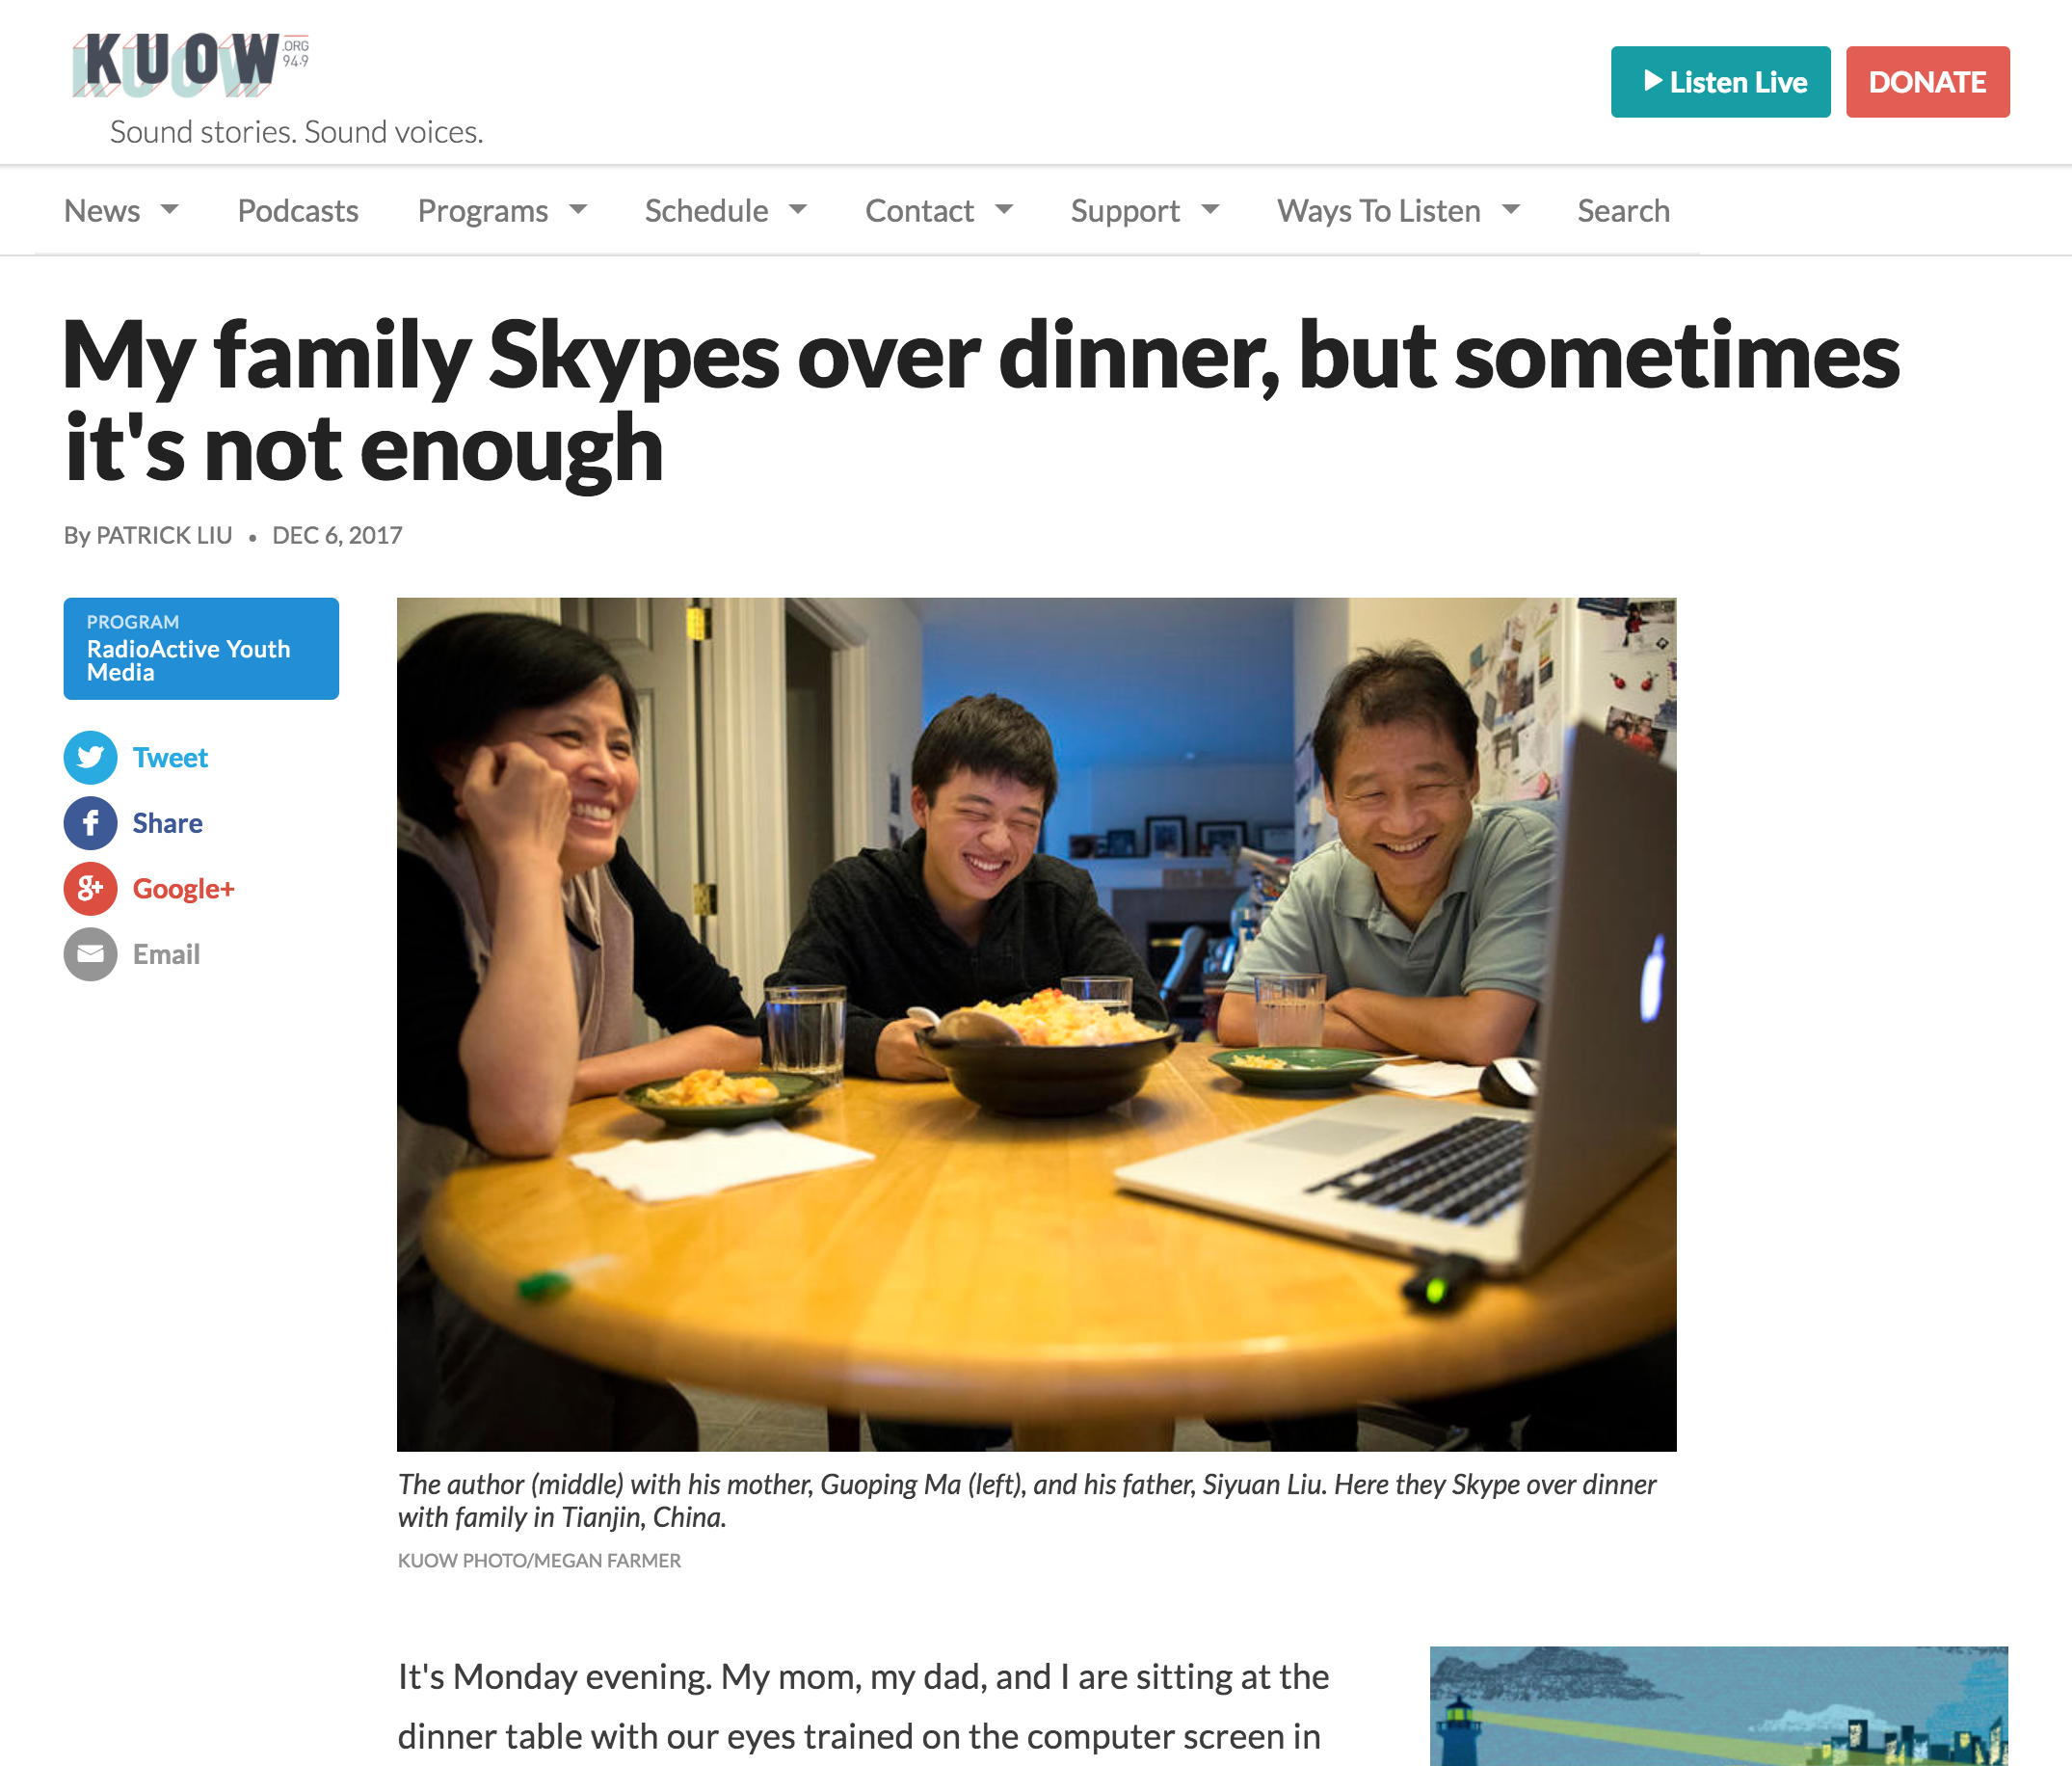 KUOW
.ORG
94.9
Sound stories. Sound voices.
Listen Live
DONATE
News
Podcasts
Programs
Schedule
Contact
Support
Ways To Listen
Search
My family Skypes over dinner, but sometimes
it's not enough
By PATRICK LIU • DEC 6, 2017
PROGRAM
RadioActive Youth
Media
Tweet
Share
Google+
Email
The author (middle) with his mother, Guoping Ma (left), and his father, Siyuan Liu. Here they Skype over dinner
with family in Tianjin, China.
KUOW PHOTO/MEGAN FARMER
It's Monday evening. My mom, my dad, and I are sitting at the
dinner table with our eyes trained on the computer screen in